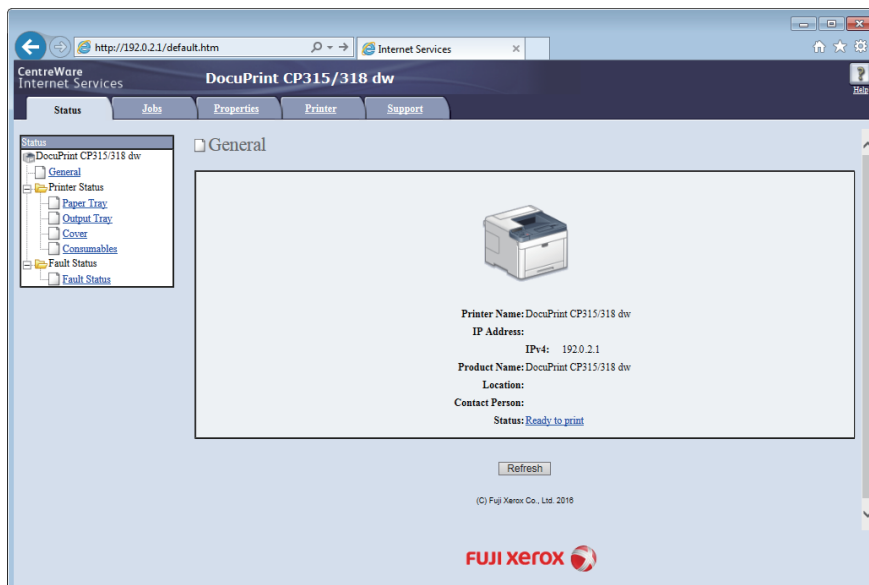 http://192.0.2.1/default.htm
Internet Services
CentreWare
Internet Services
DocuPrint CP315/318 dw
?
Help
Status
Jobs
Properties
Printer
Support
Status
DocuPrint CP315/318 dw
General
Printer Status
Paper Tray
Output Tray
Cover
Consumables
Fault Status
Fault Status
General
Printer Name: DocuPrint CP315/318 dw
IP Address:
IPv4: 192.0.2.1
Product Name: DocuPrint CP315/318 dw
Location:
Contact Person:
Status: Ready to print
Refresh
(C) Fuji Xerox Co., Ltd. 2016
FUJI xerox